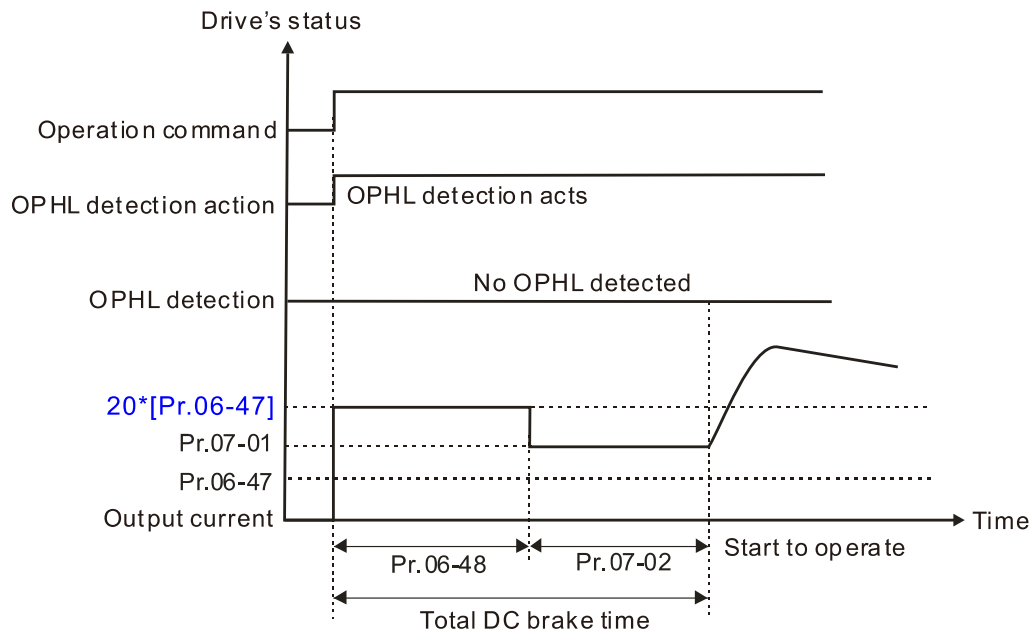 Drive's status
Operation command
OPHL detection action
OPHL detection acts
OPHL detection
No OPHL detected
20*[Pr.06-47]
Pr.07-01
Pr.06-47
Output current
Time
Pr.06-48
Pr.07-02
Start to operate
Total DC brake time